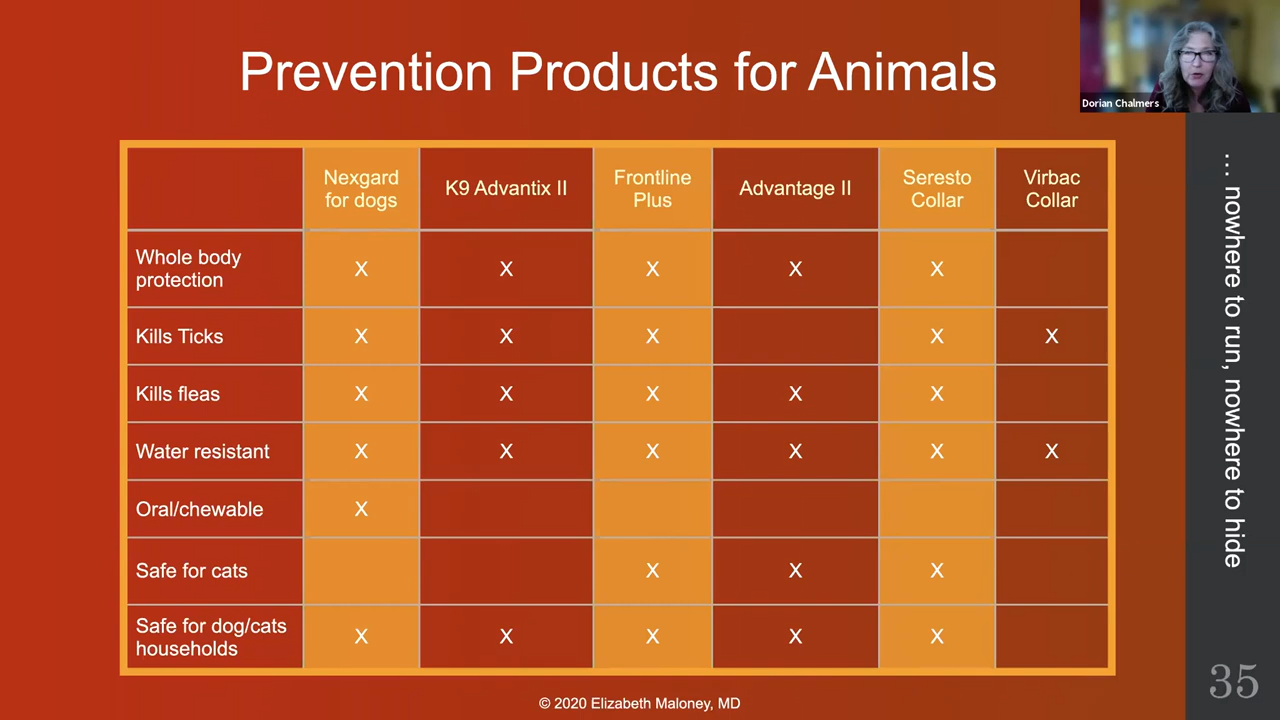 Prevention Products for Animals
Dorian Chalmers
Nexgard
for dogs
K9 Advantix II
Frontline
Plus
Advantage II
Seresto
Collar
Virbac
Collar
Whole body
protection
X X X X X
Kills Ticks
X X X X X
Kills fleas
X X X X X
Water resistant
X X X X X X
Oral/chewable
X
Safe for cats
X X X
Safe for dog/cats
households
X X X X X
... nowhere to run, nowhere to hide
35
© 2020 Elizabeth Maloney, MD